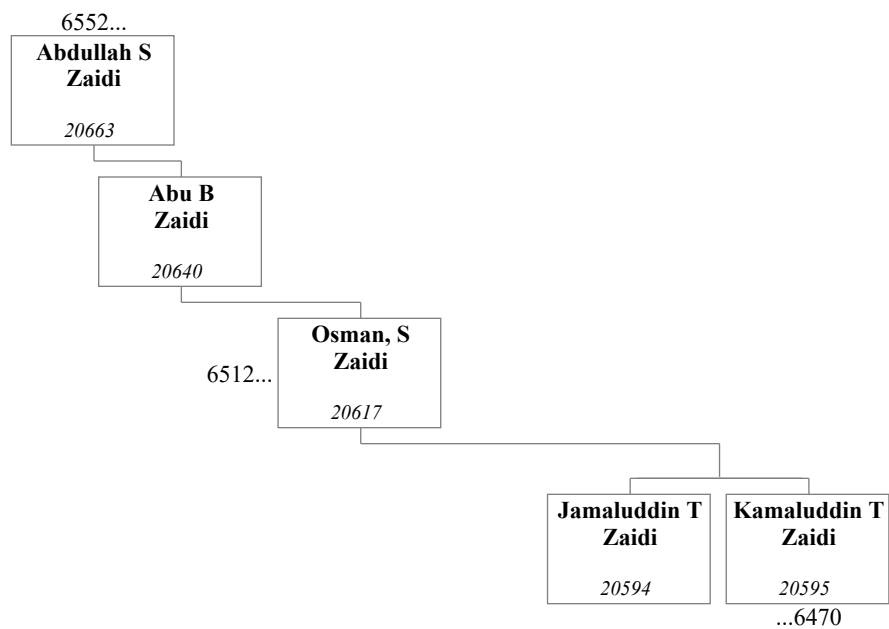 6552...
Abdullah S
Zaidi
20663
Abu B
Zaidi
20640
Osman, S
Zaidi
6512...
20617
Jamaluddin T
Zaidi
20594
Kamaluddin T
Zaidi
20595
...6470